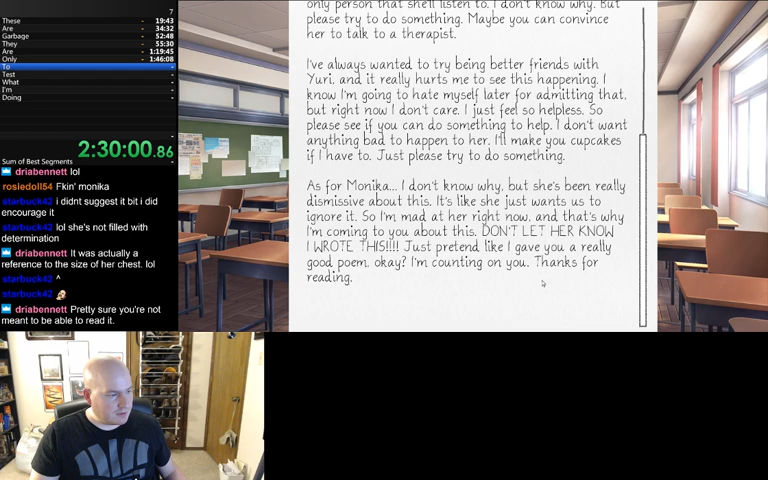 7
These - 19:43
Are - 34:32
Garbage - 52:48
They - 55:30
Are - 1:19:45
Only - 1:46:08
To -
Test -
What -
I'm -
Doing -
-
2:30:00.86
Sum of Best Segments -
driabennett lol
rosiedoll54 Fkin' monika
starbuck42 i didnt suggest it bit i did
encourage it
starbuck42 lol she's not filled with
determination
driabennett It was actually a
reference to the size of her chest. lol
starbuck42 ^
starbuck42
driabennett Pretty sure you're not
meant to be able to read it.
only person that she'll listen to. I don't know why. But
please try to do something. Maybe you can convince
her to talk to a therapist.
I've always wanted to try being better friends with
Yuri, and it really hurts me to see this happening. I
know I'm going to hate myself later for admitting that,
but right now I don't care. I just feel so helpless. So
please see if you can do something to help. I don't want
anything bad to happen to her. I'll make you cupcakes
if I have to. Just please try to do something.
As for Monika... I don't know why, but she's been really
dismissive about this. It's like she just wants us to
ignore it. So I'm mad at her right now, and that's why
I'm coming to you about this. DON'T LET HER KNOW
I WROTE THIS!!!! Just pretend like I gave you a really
good poem, okay? I'm counting on you. Thanks for
reading.